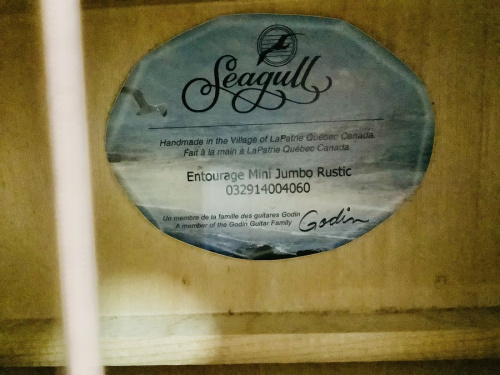 Seagull
Handmade in the Village of LaPatrie Québec Canada.
Fait à la main à LaPatrie Québec Canada.
Entourage Mini Jumbo Rustic
032914004060
Un membre de la famille des guitares Godin
A member of the Godin Guitar Family
Godin